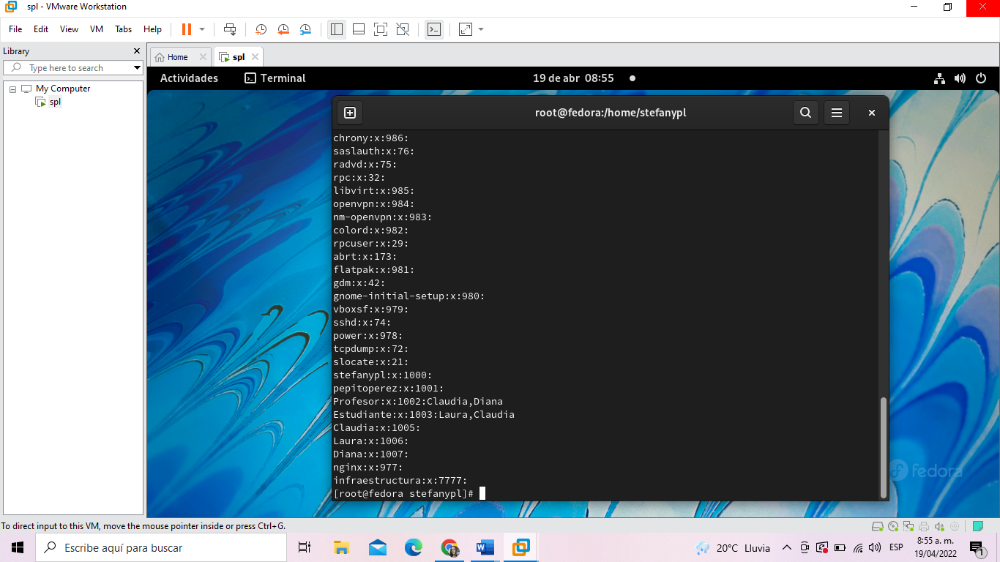 spl - VMware Workstation
File Edit View VM Tabs Help
Library
Type here to search
My Computer
spl
Home
spl
Actividades Terminal 19 de abr 08:55
root@fedora:/home/stefanypl
chrony:x:986:
saslauth:x:76:
radvd:x:75:
rpc:x:32:
libvirt:x:985:
openvpn:x:984:
nm-openvpn:x:983:
colord:x:982:
rpcuser:x:29:
abrt:x:173:
flatpak:x:981:
gdm:x:42:
gnome-initial-setup:x:980:
vboxsf:x:979:
sshd:x:74:
power:x:978:
tcpdump:x:72:
slocate:x:21:
stefanypl:x:1000:
pepitoperez:x:1001:
Profesor:x:1002:Claudia,Diana
Estudiante:x:1003:Laura,Claudia
Claudia:x:1005:
Laura:x:1006:
Diana:x:1007:
nginx:x:977:
infraestructura:x:7777:
[root@fedora stefanypl]#
fedora
To direct input to this VM, move the mouse pointer inside or press Ctrl+G.
Escribe aquí para buscar
20°C Lluvia
ESP
8:55 a. m.
19/04/2022
1